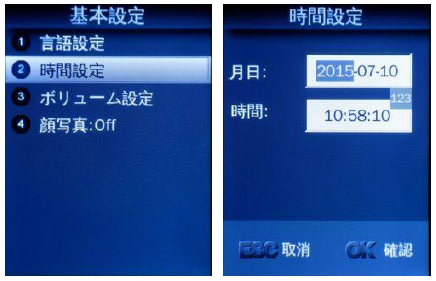 基本設定
1 言語設定
2 時間設定
3 ボリューム設定
4 顔写真:Off
時間設定
月日: 2015-07-10
123
時間: 10:58:10
ESC 取消 OK 確認